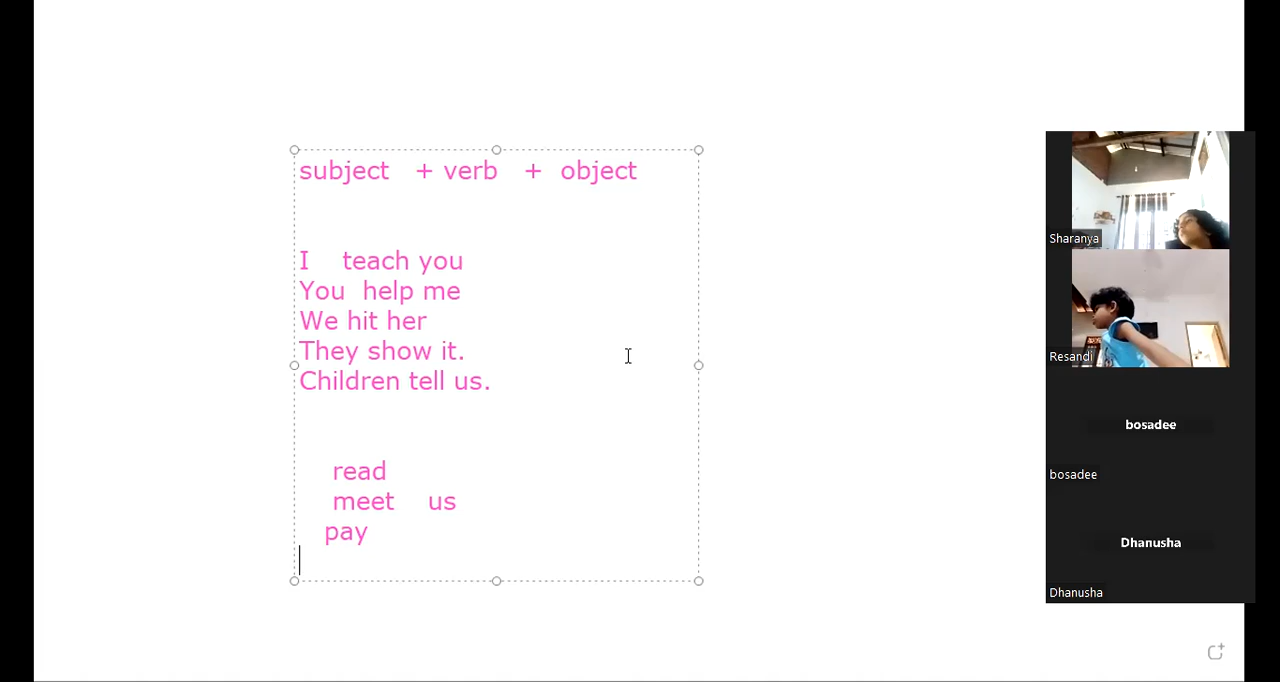 subject + verb + object
I teach you
You help me
We hit her
They show it.
Children tell us.
read
meet us
pay
Sharanya
Resandi
bosadee
bosadee
Dhanusha
Dhanusha